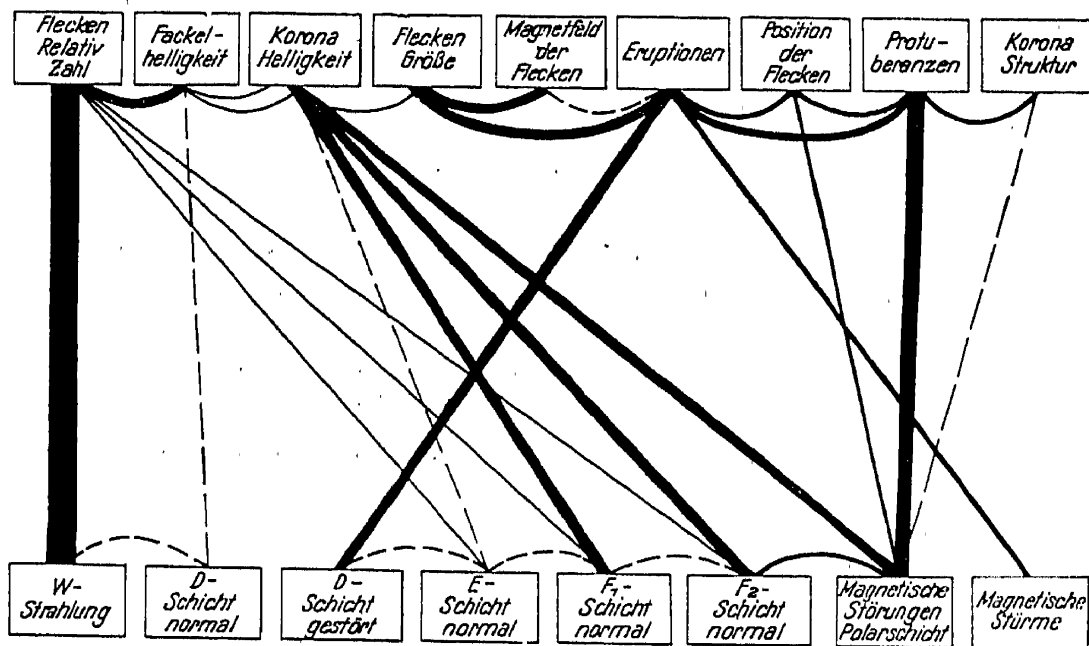 Flecken
Relativ
Zahl
Fackel-
helligkeit
Korona
Helligkeit
Flecken
Größe
Magnetfeld
der
Flecken
Eruptionen
Position
der
Flecken
Protu-
beranzen
Korona
Struktur
W-
Strahlung
D-
Schicht
normal
D-
Schicht
gestört
E-
Schicht
normal
F1-
Schicht
normal
F2-
Schicht
normal
Magnetische
Störungen
Polarschicht
Magnetische
Stürme